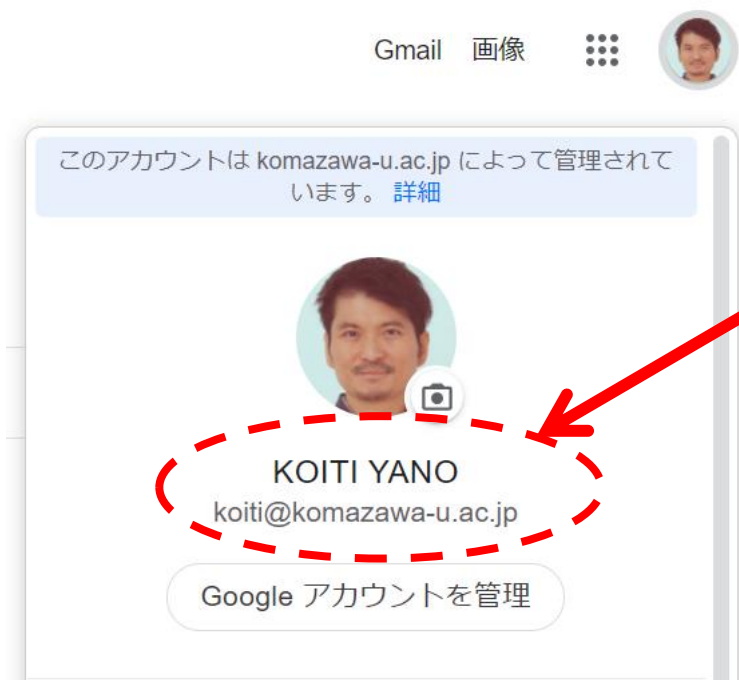 Gmail 画像
このアカウントは komazawa-u.ac.jp によって管理されて
います。 詳細
KOITI YANO
koiti@komazawa-u.ac.jp
Google アカウントを管理